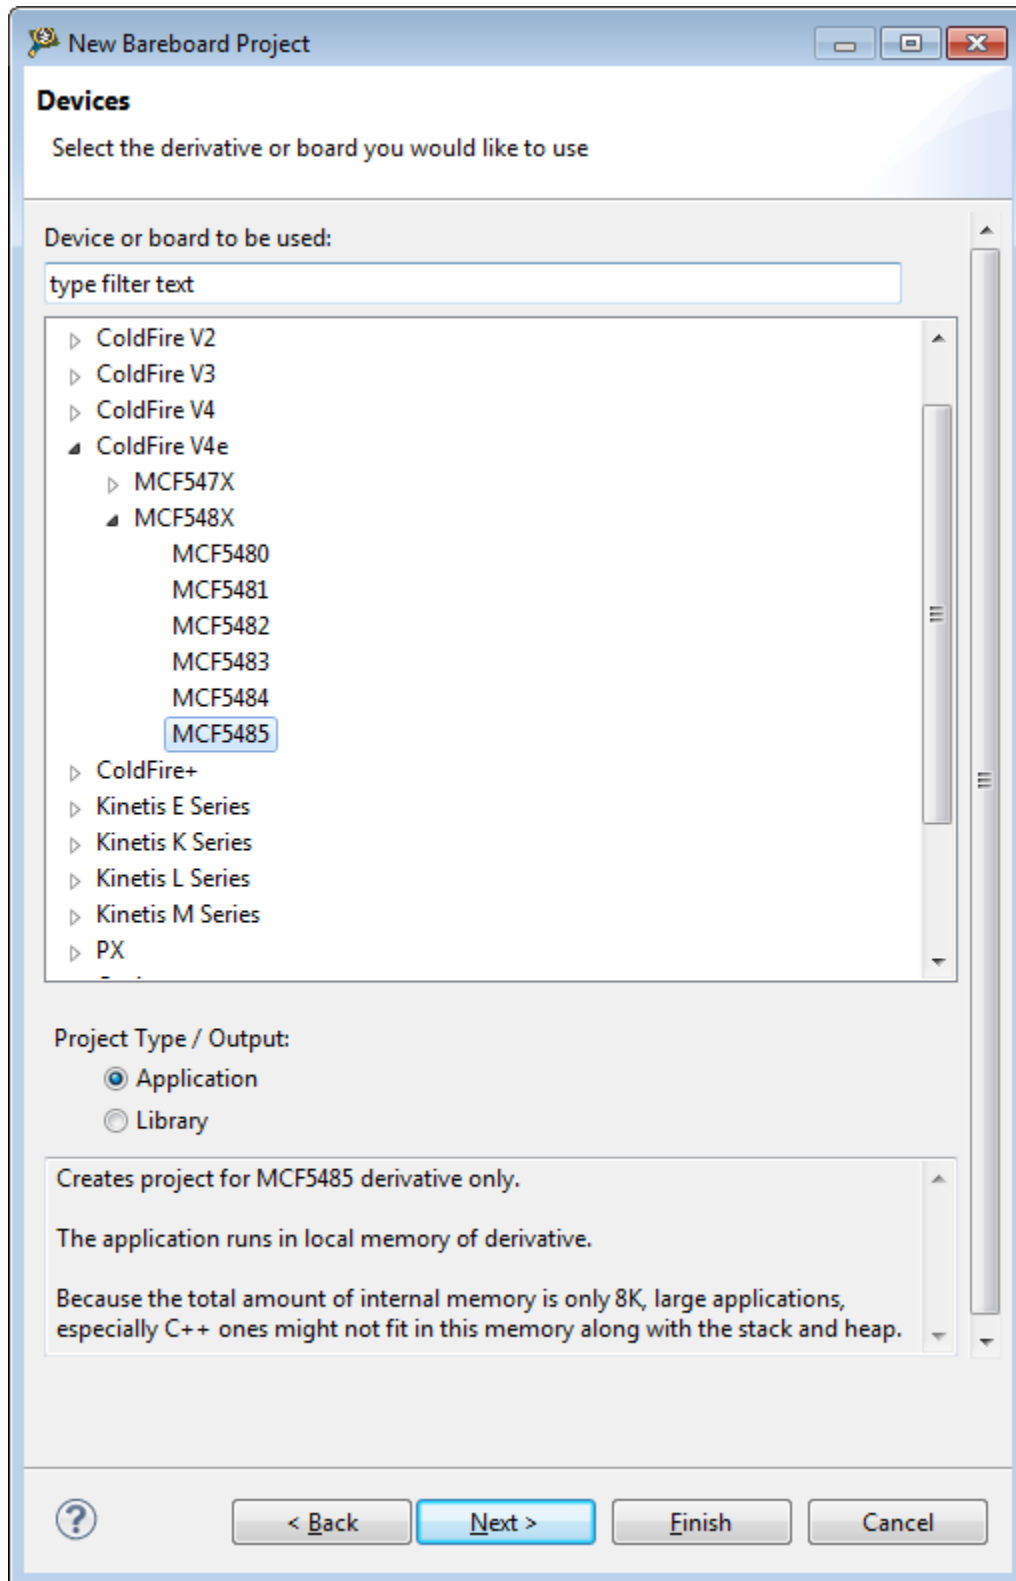 New Bareboard Project
Devices
Select the derivative or board you would like to use
Device or board to be used:
type filter text
ColdFire V2
ColdFire V3
ColdFire V4
ColdFire V4e
MCF547X
MCF548X
MCF5480
MCF5481
MCF5482
MCF5483
MCF5484
MCF5485
ColdFire+
Kinetis E Series
Kinetis K Series
Kinetis L Series
Kinetis M Series
PX
Project Type / Output:
Application
Library
Creates project for MCF5485 derivative only.
The application runs in local memory of derivative.
Because the total amount of internal memory is only 8K, large applications,
especially C++ ones might not fit in this memory along with the stack and heap.
? < Back Next > Finish Cancel